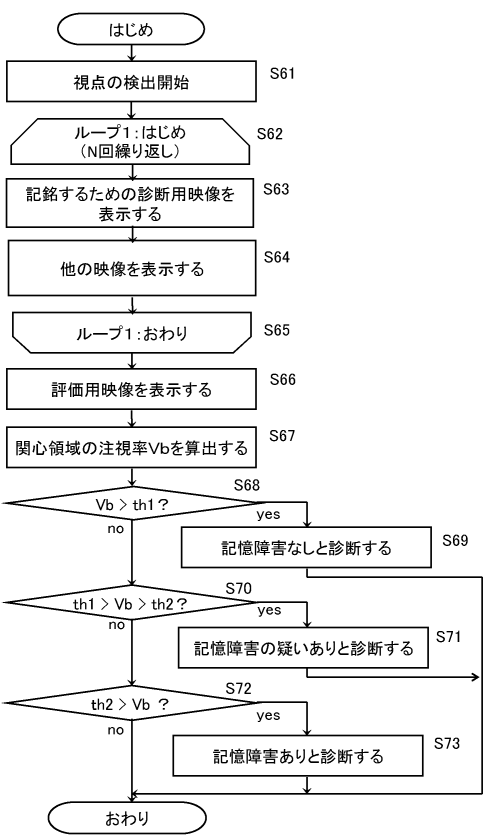 はじめ
視点の検出開始
S61
ループ1:はじめ
(N回繰り返し)
S62
記銘するための診断用映像を
表示する
S63
他の映像を表示する
S64
ループ1:おわり
S65
評価用映像を表示する
S66
関心領域の注視率Vbを算出する
S67
Vb > th1?
S68
yes
no
記憶障害なしと診断する
S69
th1 > Vb > th2?
S70
yes
no
記憶障害の疑いありと診断する
S71
th2 > Vb ?
S72
yes
no
記憶障害ありと診断する
S73
おわり